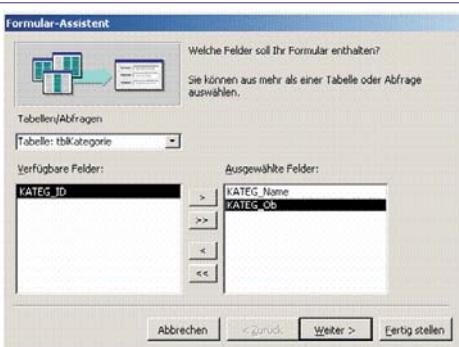 Formular-Assistent
Welche Felder soll Ihr Formular enthalten?
Sie können aus mehr als einer Tabelle oder Abfrage
auswählen.
Tabellen/Abfragen
Tabelle: tblKategorie
Verfügbare Felder:
Ausgewählte Felder:
KATEG_ID
KATEG_Name
KATEG_Ob
>
>>
<
<<
Abbrechen
< Zurück
Weiter >
Fertig stellen